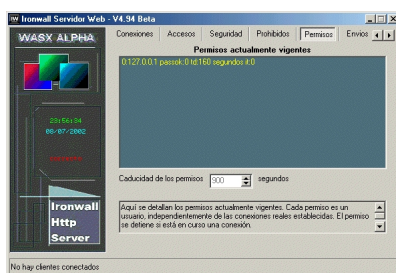 Ironwall Servidor Web - V4.94 Beta
WASX ALPHA
Conexiones Accesos Seguridad Prohibidos Permisos Envios
Permisos actualmente vigentes
0:127.0.0.1 passok:0 td:160 segundos it:0
23:56:34
06/07/2002
Caducidad de los permisos 900 segundos
Ironwall
Http
Server
Aquí se detallan los permisos actualmente vigentes. Cada permiso es un
usuario, independientemente de las conexiones reales establecidas. El permiso
se detiene si está en curso una conexión.
No hay clientes conectados